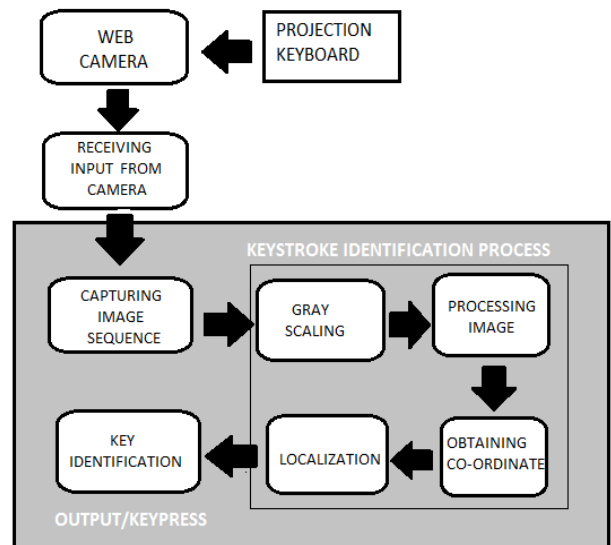 WEB
CAMERA
PROJECTION
KEYBOARD
RECEIVING
INPUT FROM
CAMERA
KEYSTROKE IDENTIFICATION PROCESS
CAPTURING
IMAGE
SEQUENCE
GRAY
SCALING
PROCESSING
IMAGE
KEY
IDENTIFICATION
LOCALIZATION
OBTAINING
CO-ORDINATE
OUTPUT/KEYPRESS